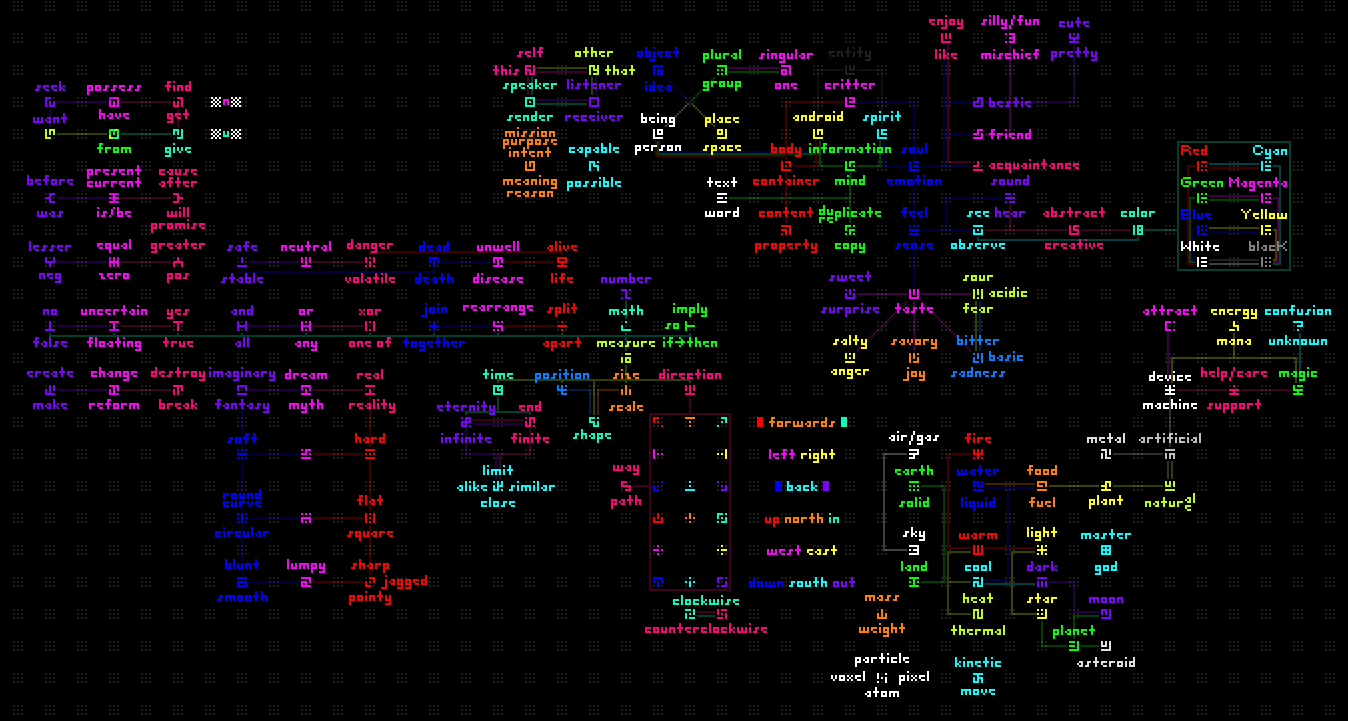 enjoy silly/fun cute
like mischief pretty
self other object plural singular entity
this that
speaker listener idea group one critter
seek possess find
want have get
n
sender receiver being place android spirit bestie
u
from give
mission
purpose
intent capable person space body information soul friend
meaning
reason possible text container mind emotion sound acquaintance
Red Cyan
Green Magenta
Blue Yellow
White black
before present cause
current after
was is/be will
promise
word content duplicate feel see hear abstract color
property copy sense observe creative
lesser equal greater safe neutral danger dead unwell alive
neg zero pos stable volatile death disease life
number sweet sour
acidic
surprise taste fear
no uncertain yes and or xor join rearrange split math imply
so
false floating true all any one of together apart measure if→then
salty savory bitter
basic
anger joy sadness
attract energy confusion
mana unknown
create change destroy imaginary dream real time position size direction
make reform break fantasy myth reality scale
device help/care magic
machine support
eternity end
infinite finite shape
limit
alike similar
close
way
path
forwards
left right
back
up north in
west east
down south out
clockwise
counterclockwise
soft hard
round
curve flat
circular square
blunt lumpy sharp
jagged
smooth pointy
air/gas fire metal artificial
earth water food
solid liquid fuel plant natural
sky warm light master
land cool dark god
mass heat star moon
weight thermal planet
asteroid
particle kinetic
voxel pixel
atom move